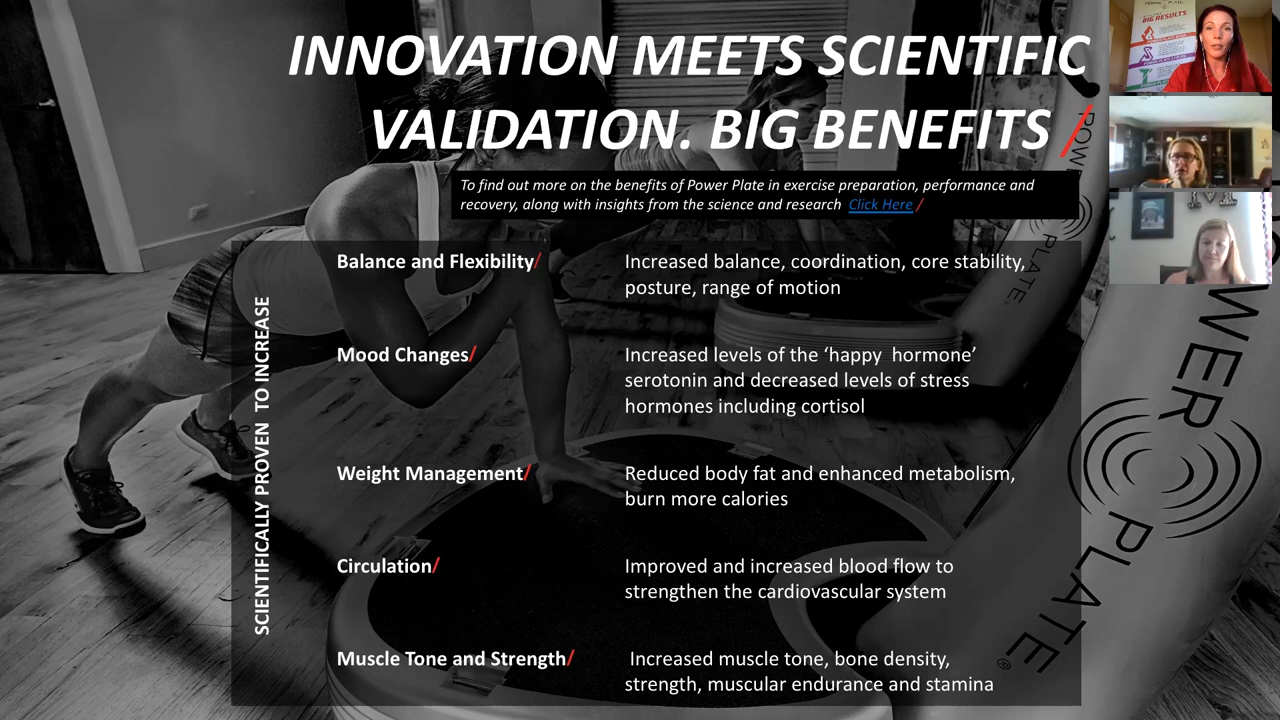 INNOVATION MEETS SCIENTIFIC
VALIDATION. BIG BENEFITS /
To find out more on the benefits of Power Plate in exercise preparation, performance and
recovery, along with insights from the science and research Click Here /
SCIENTIFICALLY PROVEN TO INCREASE
Balance and Flexibility/
Increased balance, coordination, core stability,
posture, range of motion
Mood Changes/
Increased levels of the ‘happy hormone’
serotonin and decreased levels of stress
hormones including cortisol
Weight Management/
Reduced body fat and enhanced metabolism,
burn more calories
Circulation/
Improved and increased blood flow to
strengthen the cardiovascular system
Muscle Tone and Strength/
Increased muscle tone, bone density,
strength, muscular endurance and stamina
BIG RESULTS
POW
PLATE.
WER
PLATE®